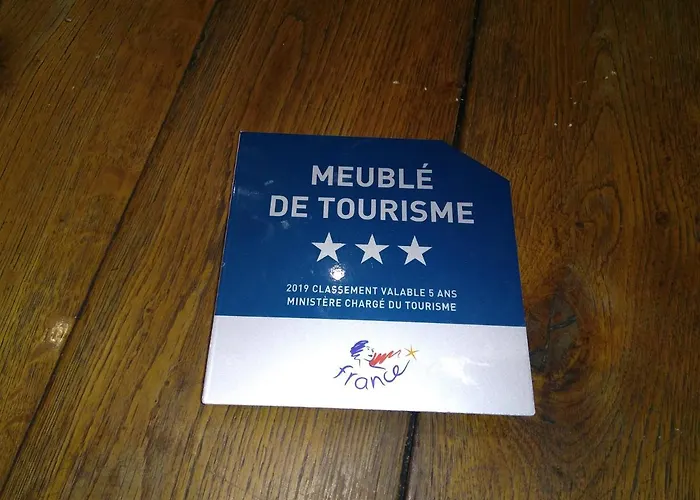 MEUBLÉ
DE TOURISME
2019 CLASSEMENT VALABLE 5 ANS
MINISTÈRE CHARGÉ DU TOURISME
france